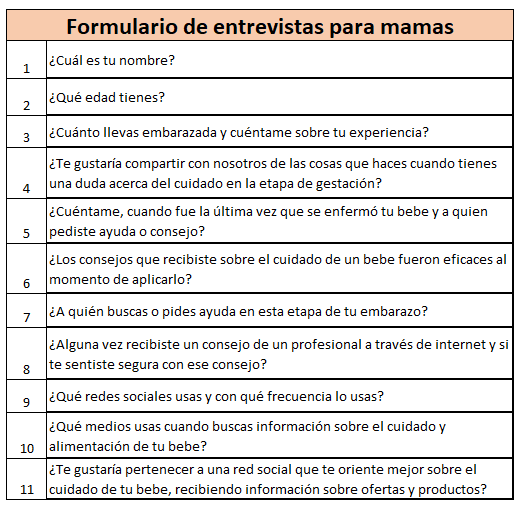 Formulario de entrevistas para mamas
1 ¿Cuál es tu nombre?
2 ¿Qué edad tienes?
3 ¿Cuánto llevas embarazada y cuéntame sobre tu experiencia?
4 ¿Te gustaría compartir con nosotros de las cosas que haces cuando tienes
una duda acerca del cuidado en la etapa de gestación?
5 ¿Cuéntame, cuando fue la última vez que se enfermó tu bebe y a quien
pediste ayuda o consejo?
6 ¿Los consejos que recibiste sobre el cuidado de un bebe fueron eficaces al
momento de aplicarlo?
7 ¿A quién buscas o pides ayuda en esta etapa de tu embarazo?
8 ¿Alguna vez recibiste un consejo de un profesional a través de internet y si
te sentiste segura con ese consejo?
9 ¿Qué redes sociales usas y con qué frecuencia lo usas?
10 ¿Qué medios usas cuando buscas información sobre el cuidado y
alimentación de tu bebe?
11 ¿Te gustaría pertenecer a una red social que te oriente mejor sobre el
cuidado de tu bebe, recibiendo información sobre ofertas y productos?